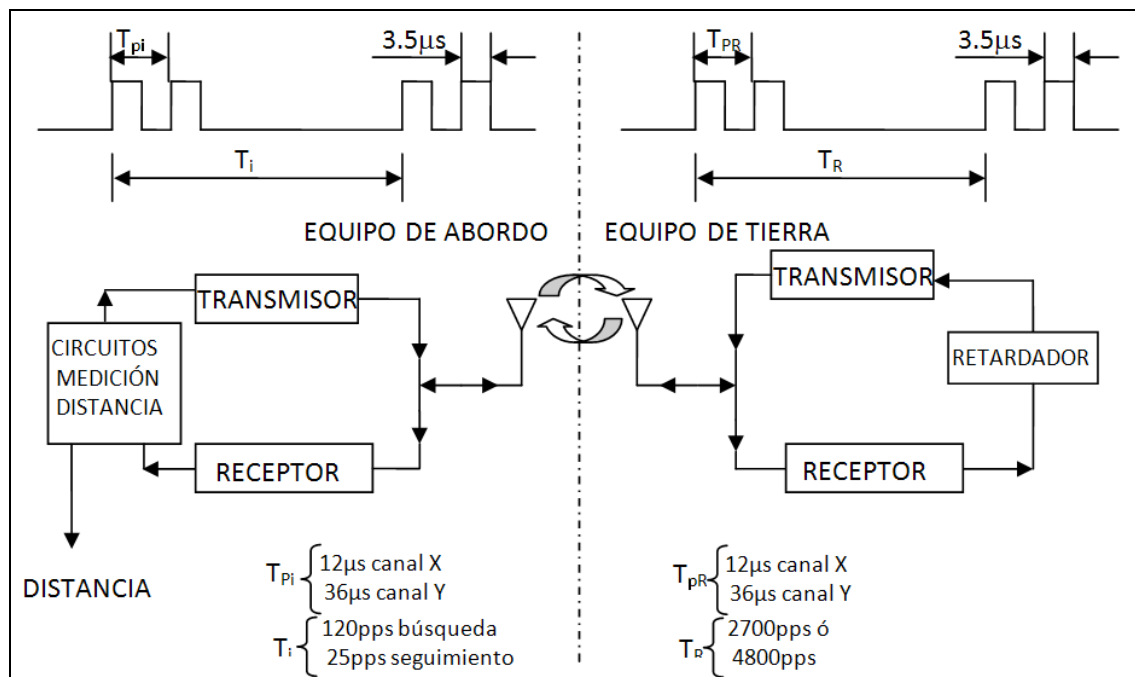 Tpi
3.5μs
TPR
3.5μs
Ti
TR
EQUIPO DE ABORDO
EQUIPO DE TIERRA
TRANSMISOR
TRANSMISOR
CIRCUITOS
MEDICIÓN
DISTANCIA
RETARDADOR
RECEPTOR
RECEPTOR
DISTANCIA
TPi
12μs canal X
36μs canal Y
Ti
120pps búsqueda
25pps seguimiento
TpR
12μs canal X
36μs canal Y
TR
2700pps ó
4800pps